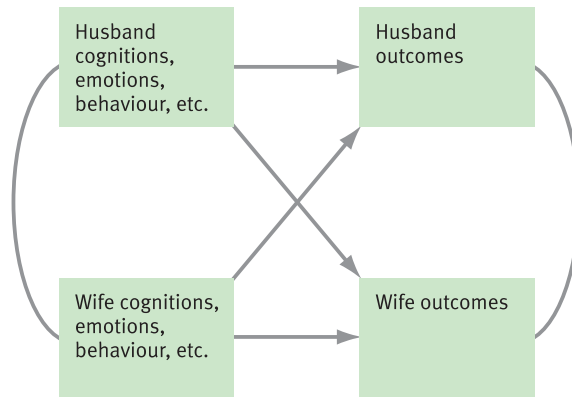 Husband
cognitions,
emotions,
behaviour, etc.
Husband
outcomes
Wife cognitions,
emotions,
behaviour, etc.
Wife outcomes